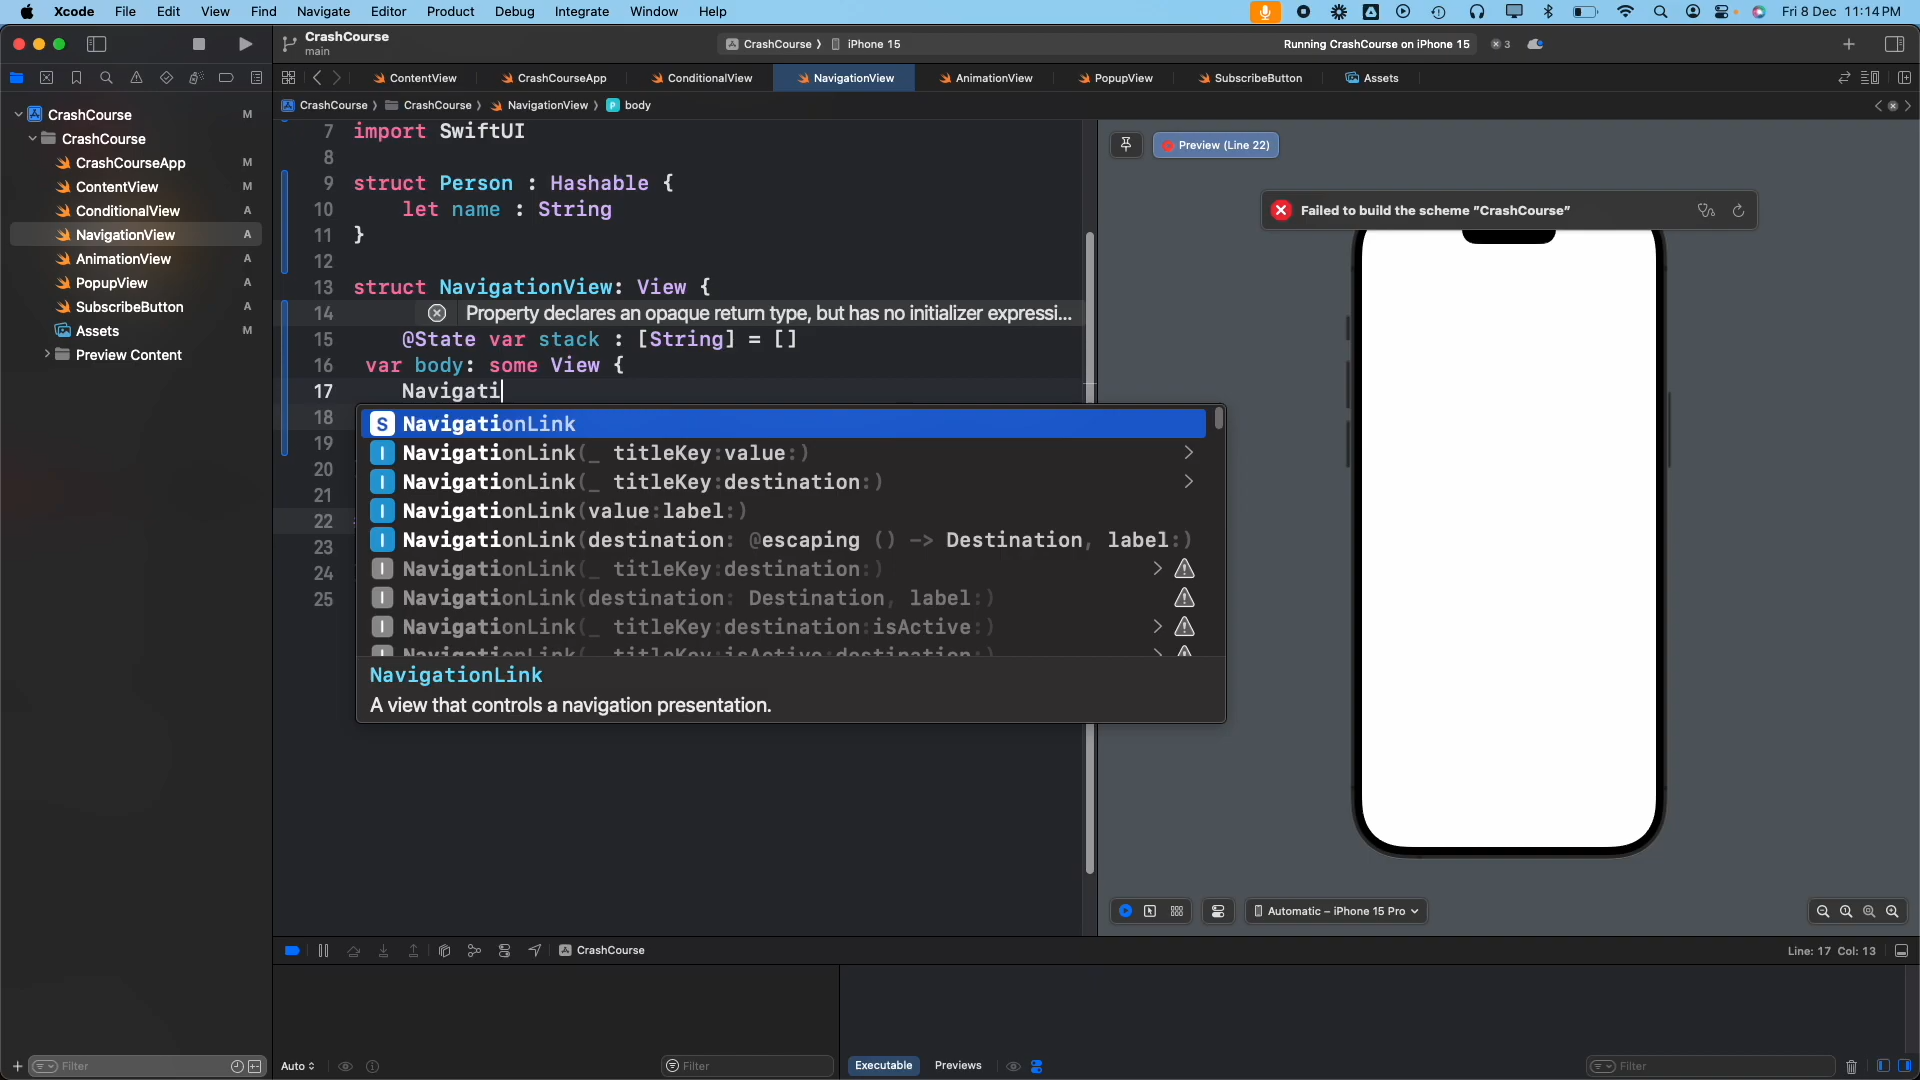 Xcode File Edit View Find Navigate Editor Product Debug Integrate Window Help Fri 8 Dec 11:14 PM
CrashCourse
main
CrashCourse iPhone 15
Running CrashCourse on iPhone 15
3
ContentView CrashCourseApp ConditionalView NavigationView AnimationView PopupView SubscribeButton Assets
CrashCourse CrashCourse NavigationView P body
CrashCourse M
CrashCourse
CrashCourseApp M
ContentView M
ConditionalView A
NavigationView A
AnimationView A
PopupView A
SubscribeButton A
Assets M
Preview Content
7 import SwiftUI
8
9 struct Person : Hashable {
10 let name : String
11 }
12
13 struct NavigationView: View {
14 Property declares an opaque return type, but has no initializer expressi...
15 @State var stack : [String] = []
16 var body: some View {
17 Navigati
18
19
20
21
22
23
24
25
S NavigationLink
I NavigationLink(_ titleKey:value:)
I NavigationLink(_ titleKey:destination:)
I NavigationLink(value:label:)
I NavigationLink(destination: @escaping () -> Destination, label:)
I NavigationLink(_ titleKey:destination:)
I NavigationLink(destination: Destination, label:)
I NavigationLink(_ titleKey:destination:isActive:)
I NavigationLink(_ titleKey:isActive:destination:)
NavigationLink
A view that controls a navigation presentation.
Preview (Line 22)
Failed to build the scheme "CrashCourse"
Automatic – iPhone 15 Pro
CrashCourse
Line: 17 Col: 13
Filter
Auto
Filter
Executable Previews
Filter